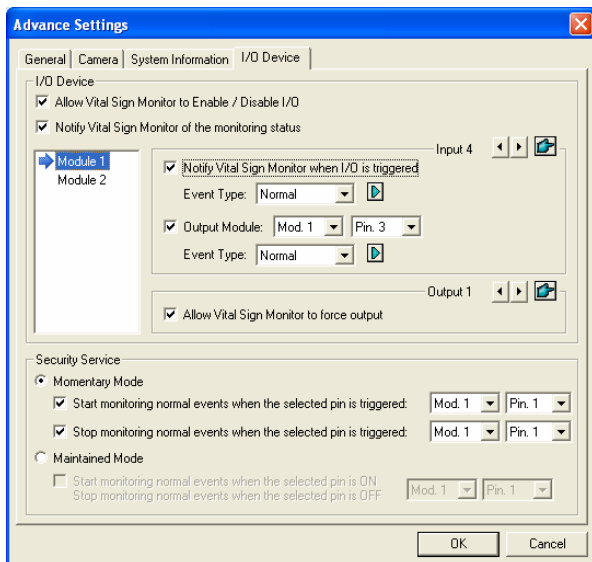 Advance Settings
General Camera System Information I/O Device
I/O Device
Allow Vital Sign Monitor to Enable / Disable I/O
Notify Vital Sign Monitor of the monitoring status
Module 1
Module 2
Input 4
Notify Vital Sign Monitor when I/O is triggered
Event Type: Normal
Output Module: Mod. 1 Pin. 3
Event Type: Normal
Output 1
Allow Vital Sign Monitor to force output
Security Service
Momentary Mode
Start monitoring normal events when the selected pin is triggered: Mod. 1 Pin. 1
Stop monitoring normal events when the selected pin is triggered: Mod. 1 Pin. 1
Maintained Mode
Start monitoring normal events when the selected pin is ON
Stop monitoring normal events when the selected pin is OFF
Mod. 1 Pin. 1
OK Cancel